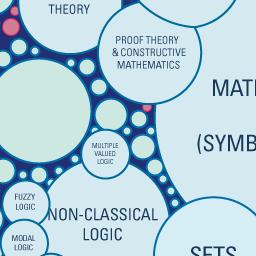 THEORY
PROOF THEORY
& CONSTRUCTIVE
MATHEMATICS
MULTIPLE
VALUED
LOGIC
FUZZY
LOGIC
NON-CLASSICAL
LOGIC
MODAL
LOGIC
MATH
(SYMB
SETS